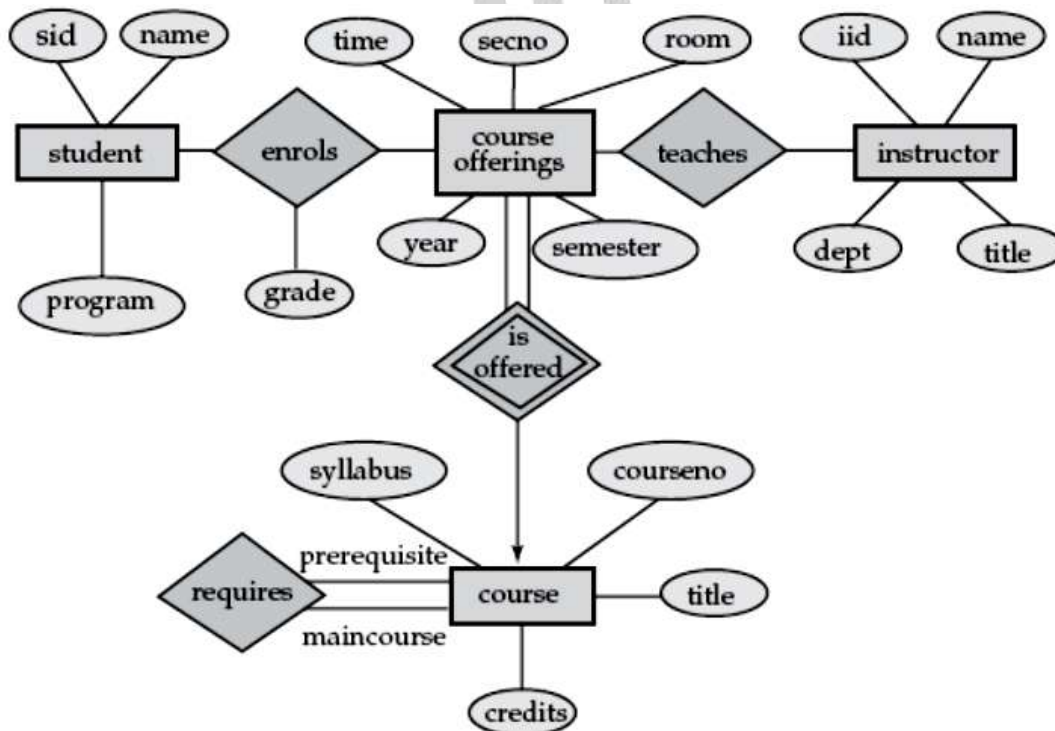 sid
name
time
secno
room
iid
name
student
enrols
course
offerings
teaches
instructor
year
semester
dept
title
program
grade
is
offered
syllabus
courseno
prerequisite
requires
course
title
maincourse
credits